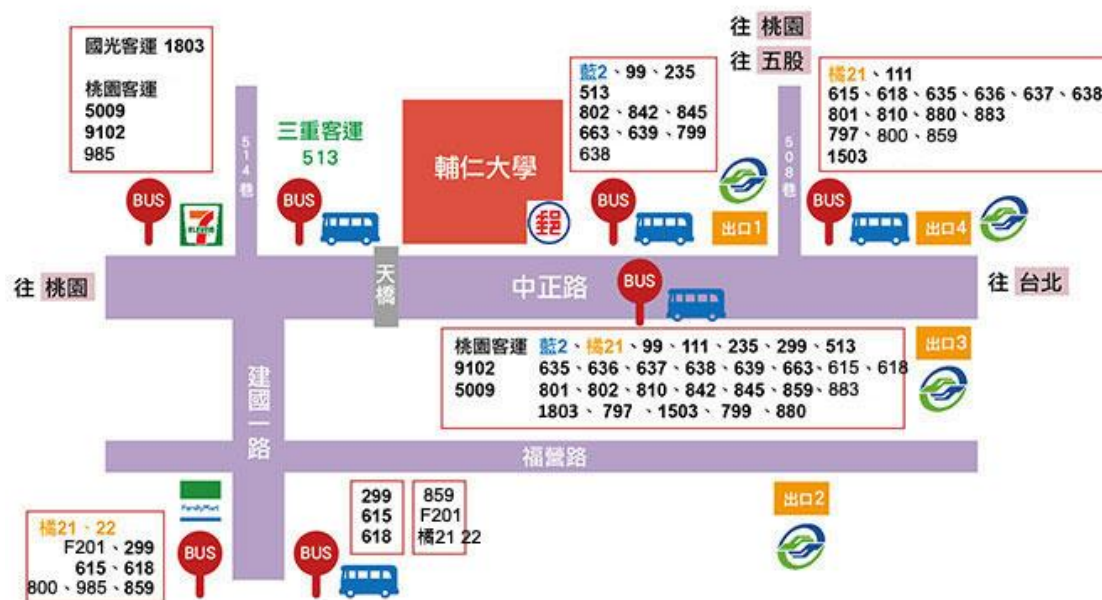 往 桃園
往 五股
國光客運 1803
桃園客運
5009
9102
985
三重客運
513
輔仁大學
郵
藍2、99、235
513
802、842、845
663、639、799
638
橘21、111
615、618、635、636、637、638
801、810、880、883
797、800、859
1503
514巷
508巷
BUS
7
ELEVEn
BUS
BUS
出口1
BUS
出口4
往 桃園
天橋
中正路
BUS
往 台北
桃園客運 藍2、橘21、99、111、235、299、513
9102 635、636、637、638、639、663、615、618
5009 801、802、810、842、845、859、883
1803、797、1503、799、880
出口3
建國一路
福營路
FamilyMart
橘21、22
F201、299
615、618
800、985、859
BUS
BUS
299
615
618
859
F201
橘21 22
出口2